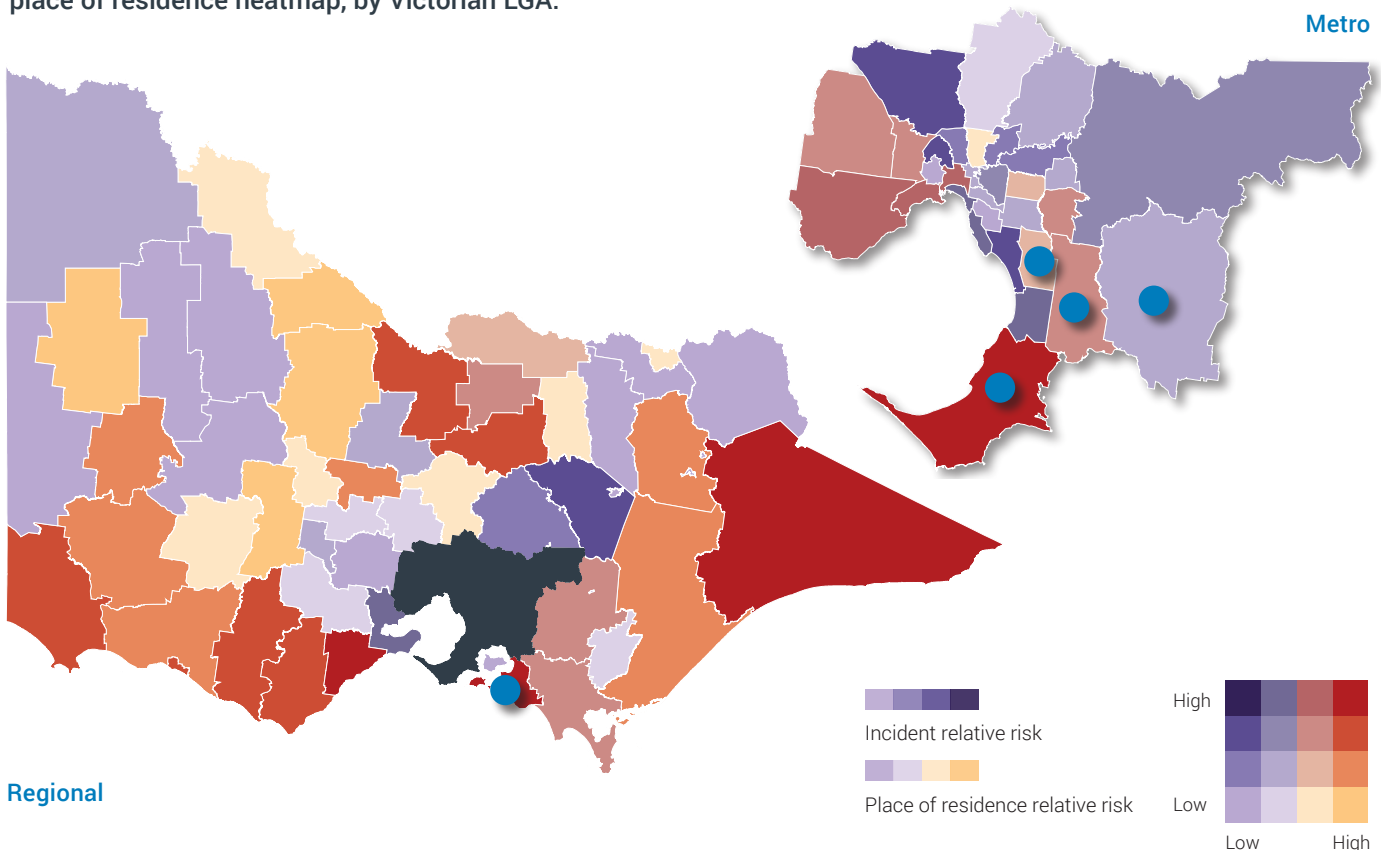 place of residence heatmap, by Victorian LGA.
Metro
Regional
Incident relative risk
Place of residence relative risk
High
Low
Low High